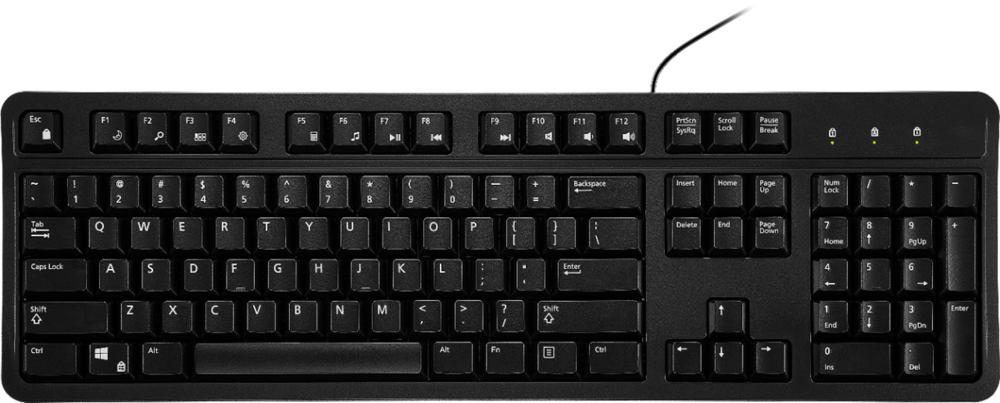 Esc F1 F2 F3 F4 F5 F6 F7 F8 F9 F10 F11 F12 PrtScn Scroll Pause
SysRq Lock Break
1 A
~ ! @ # $ % ^ & * ( ) — + Backspace Insert Home Page Num / * −
` 1 2 3 4 5 6 7 8 9 0 – = Up Lock
Tab Q W E R T Y U I O P { } ¦ Delete End Page 7 8 9 +
[ ] \ Down Home ↑ PgUp
Caps Lock A S D F G H J K L : " Enter 4 5 6
; ' ← →
Shift Z X C V B N M < > ? Shift ↑ 1 2 3 Enter
, . / End ↓ PgDn
Ctrl Alt Alt Fn Ctrl ← ↓ → 0 .
Ins Del